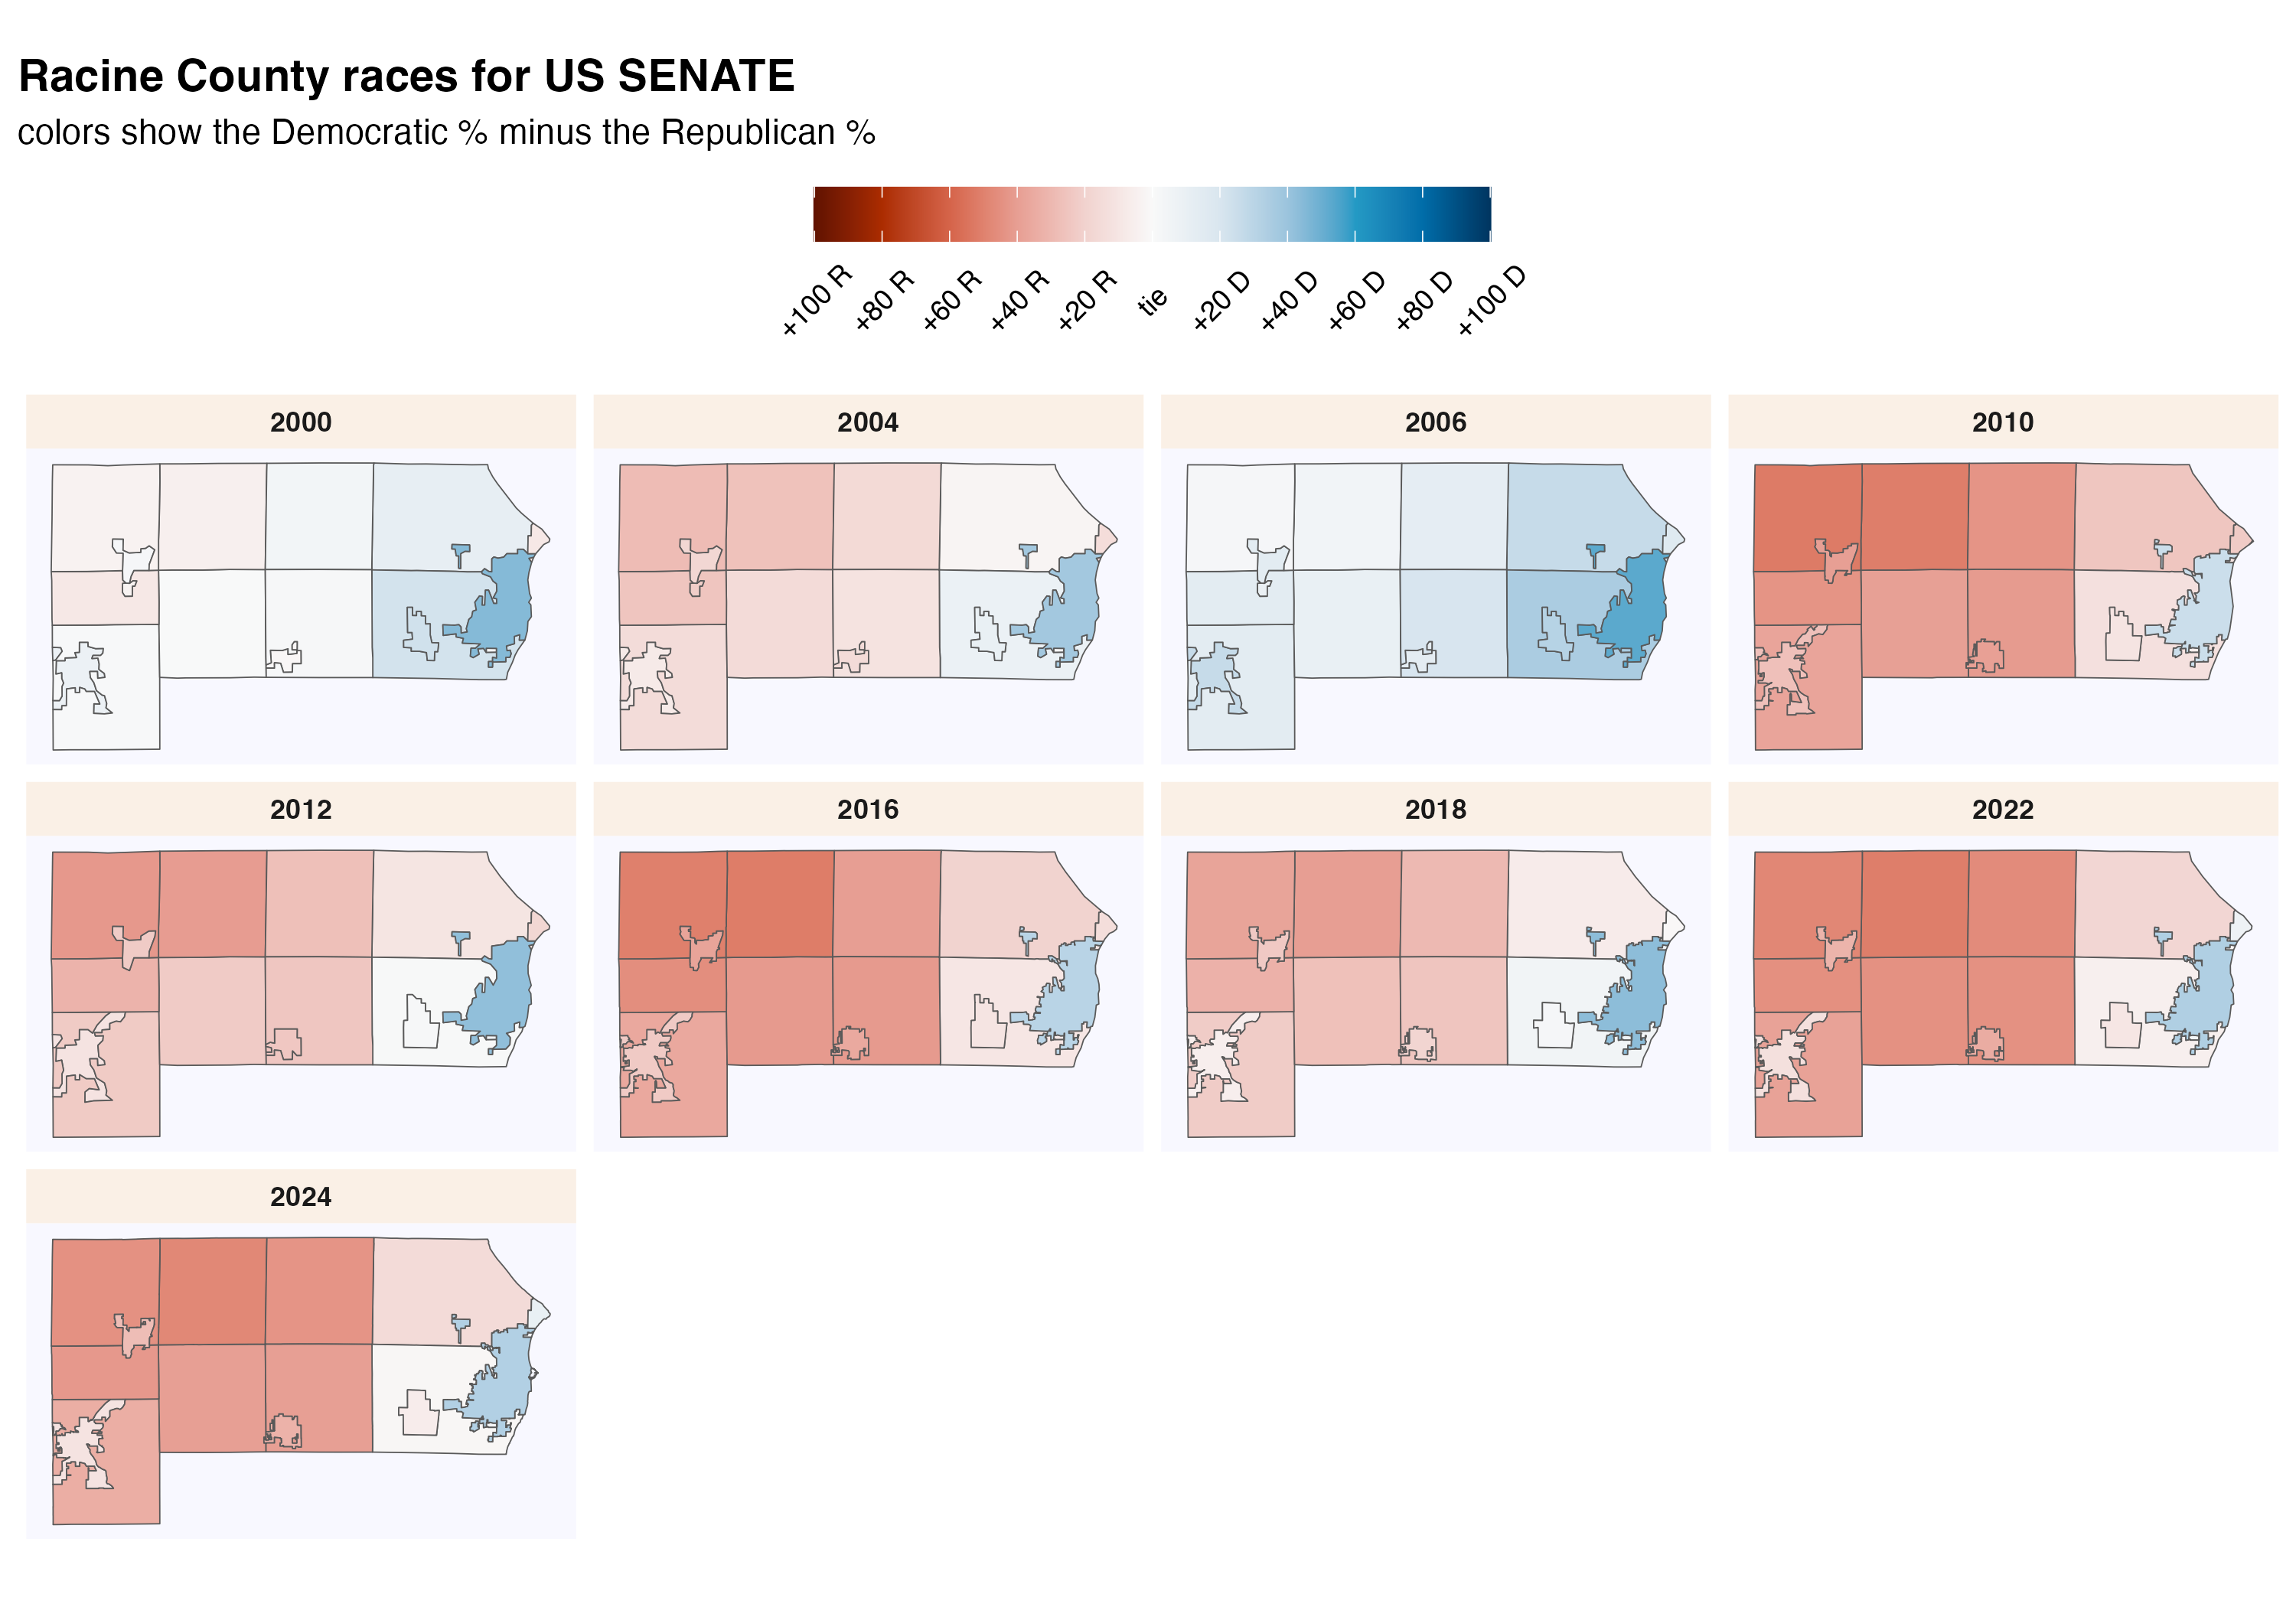 Racine County races for US SENATE
colors show the Democratic % minus the Republican %
+100 R +80 R +60 R +40 R +20 R tie +20 D +40 D +60 D +80 D +100 D
2000 2004 2006 2010
2012 2016 2018 2022
2024